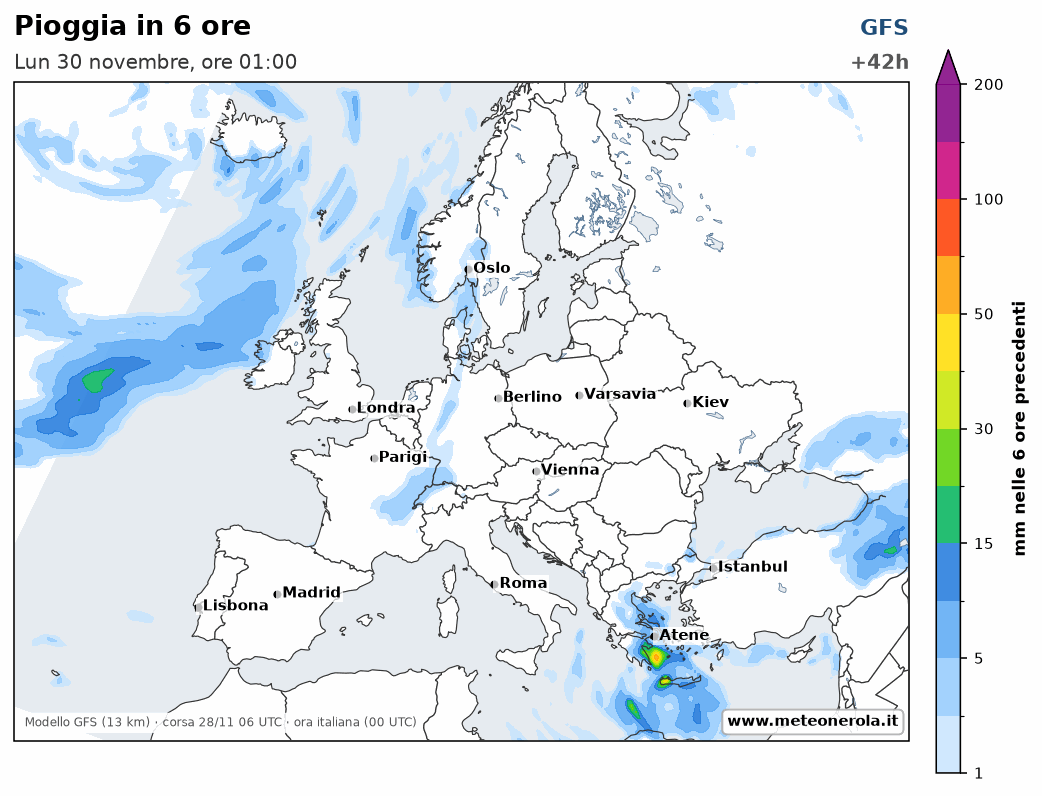 Pioggia in 6 ore
GFS
Lun 30 novembre, ore 01:00
+42h
200
100
50
30
15
5
1
mm nelle 6 ore precedenti
Oslo
Berlino
Varsavia
Kiev
Londra
Parigi
Vienna
Istanbul
Roma
Madrid
Lisbona
Atene
Modello GFS (13 km) · corsa 28/11 06 UTC · ora italiana (00 UTC)
www.meteonerola.it